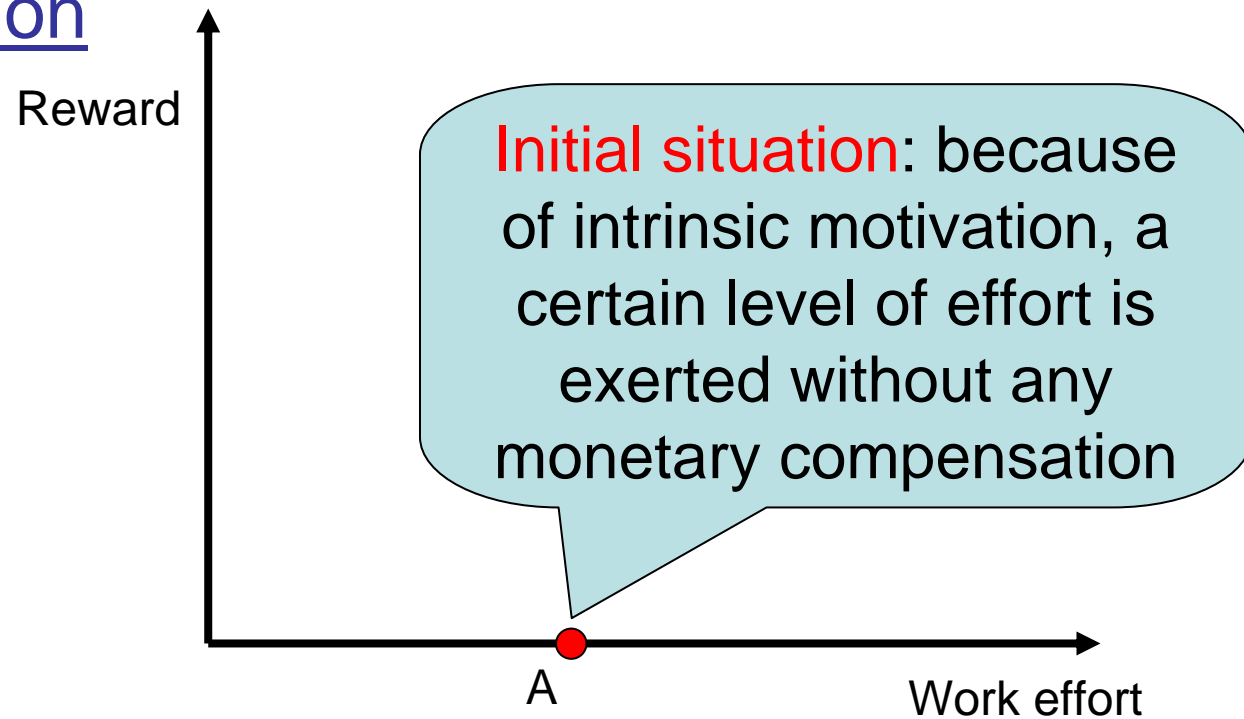 on
Reward
Initial situation: because
of intrinsic motivation, a
certain level of effort is
exerted without any
monetary compensation
A
Work effort